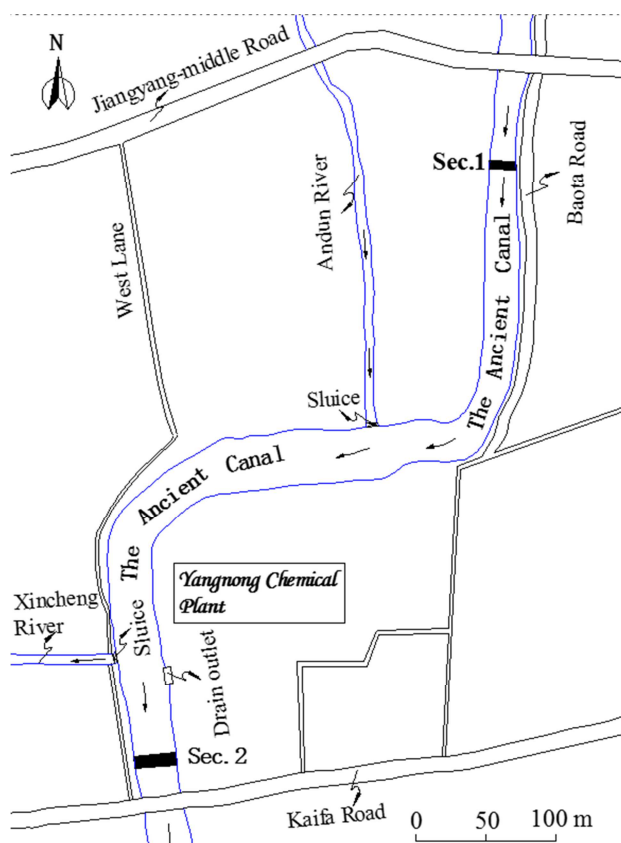 N
Jiangyang-middle Road
Sec.1
Baota Road
Andun River
West Lane
The Ancient Canal
Sluice
The Ancient Canal
Yangnong Chemical
Plant
Xincheng
River
Sluice
Drain outlet
Sec. 2
Kaifa Road
0 50 100 m